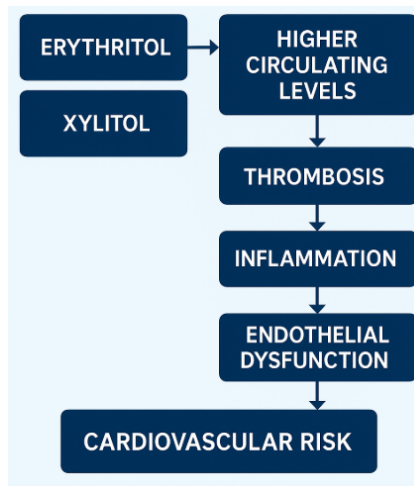 ERYTHRITOL
XYLITOL
HIGHER
CIRCULATING
LEVELS
THROMBOSIS
INFLAMMATION
ENDOTHELIAL
DYSFUNCTION
CARDIOVASCULAR RISK